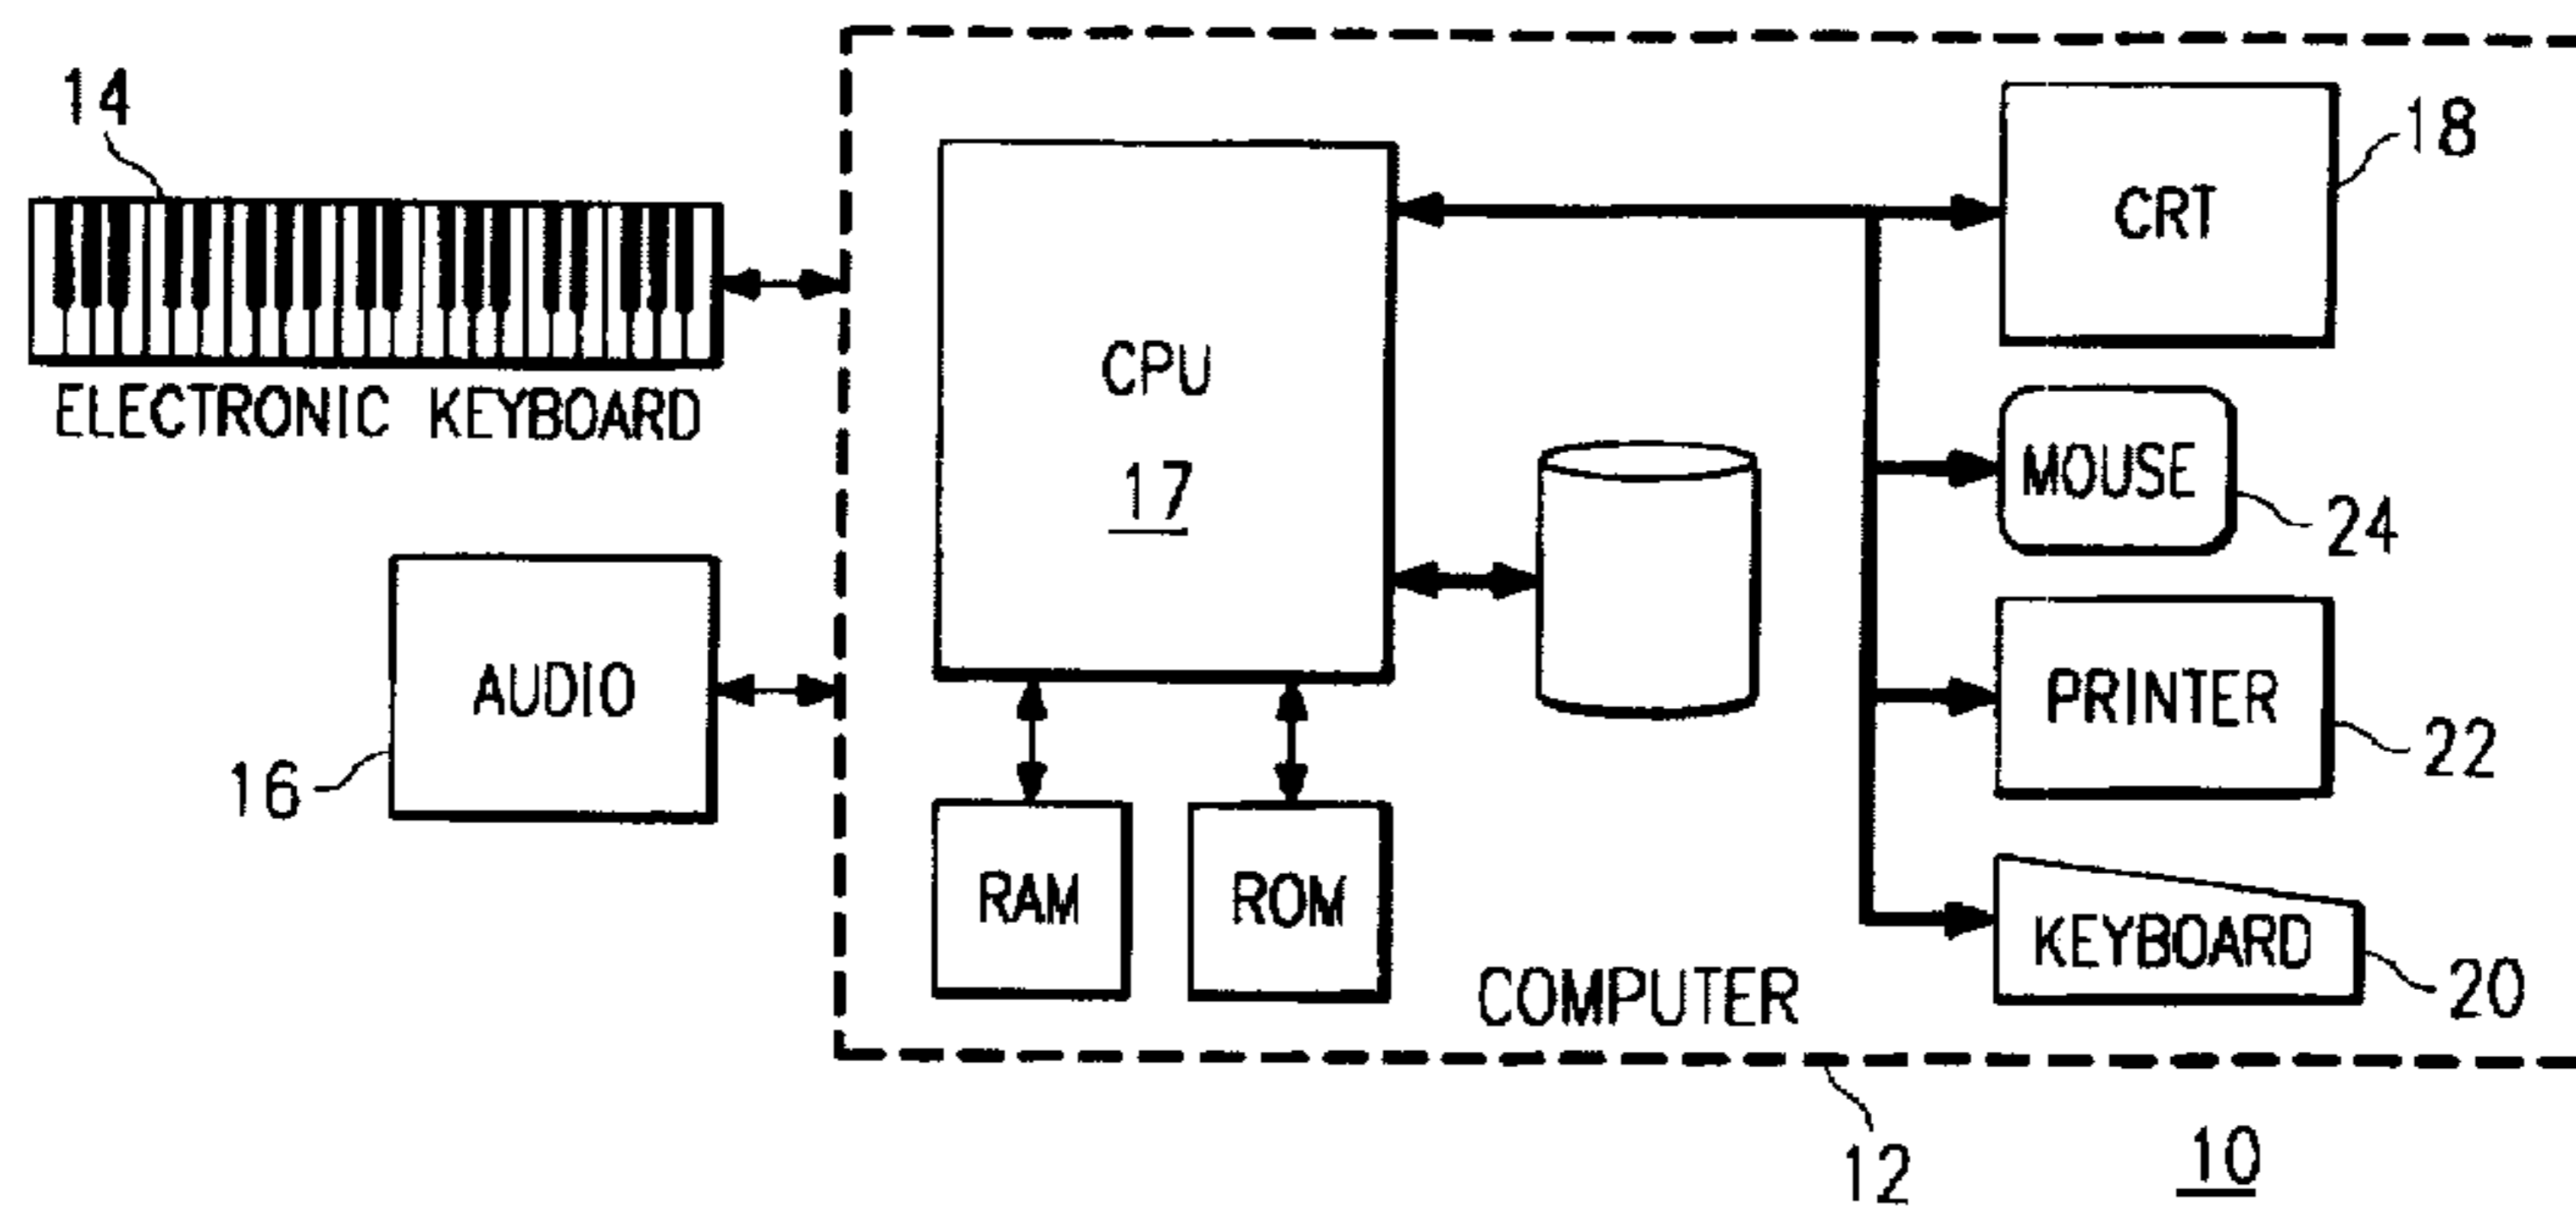 14
ELECTRONIC KEYBOARD
AUDIO
16
CPU
17
RAM
ROM
COMPUTER
CRT
18
MOUSE
24
PRINTER
22
KEYBOARD
20
12
10